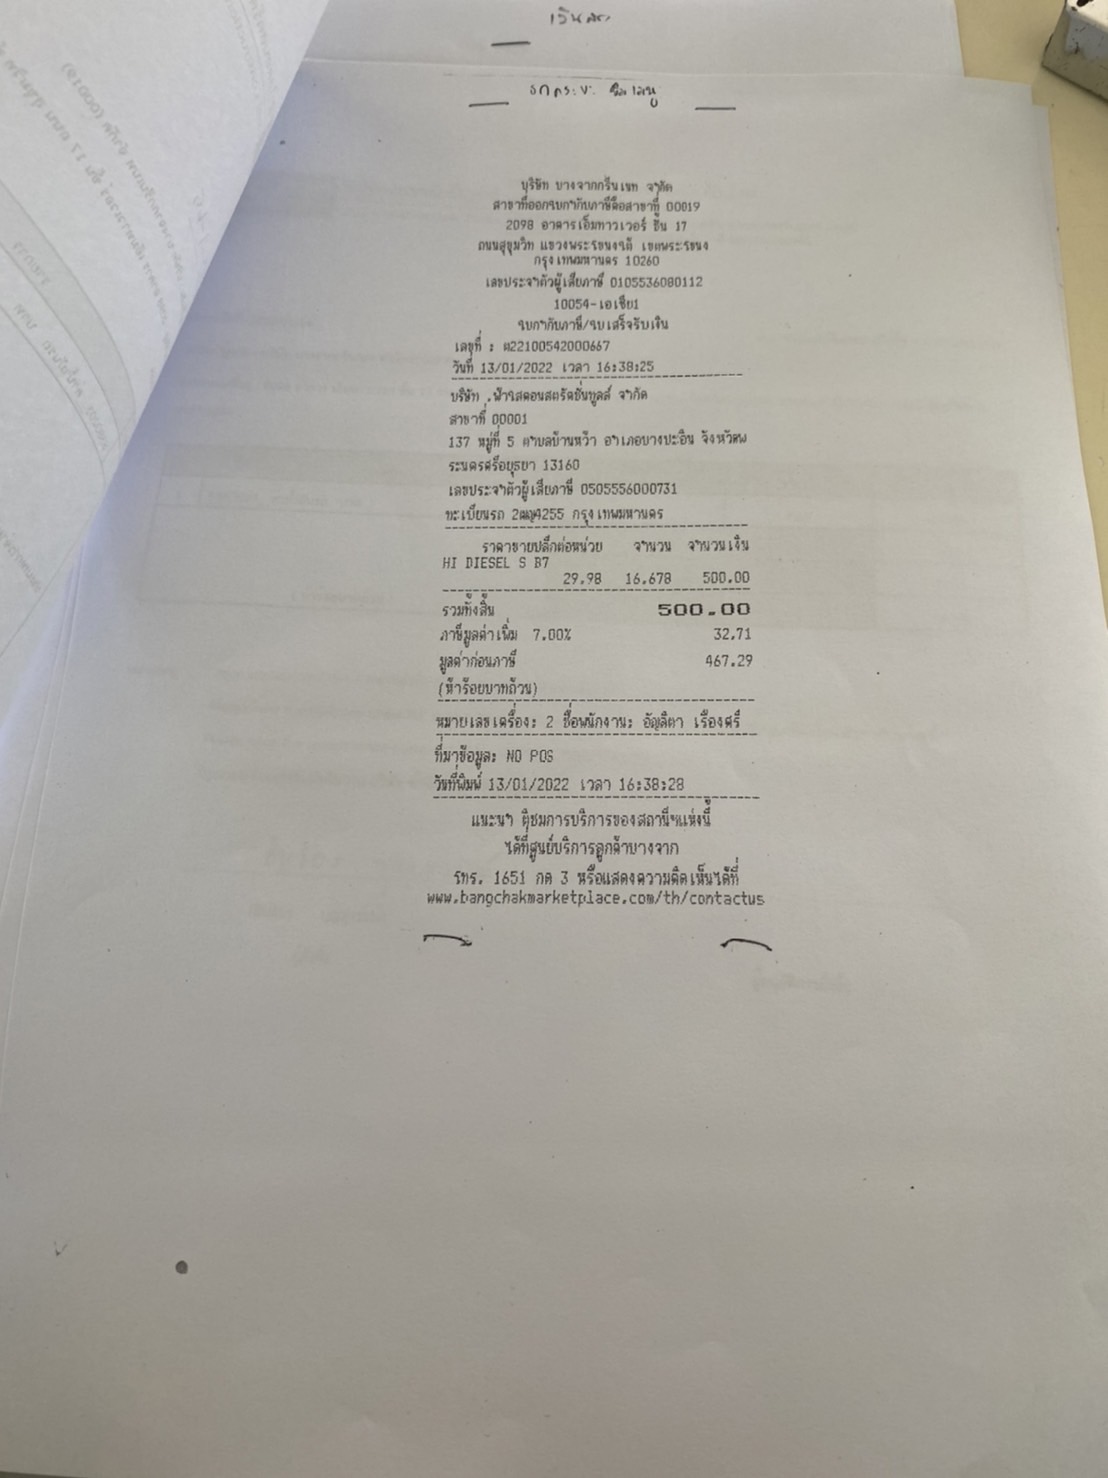 บริษัท บางจากกรีนเนท จำกัด
สาขาที่ออกใบกำกับภาษีคือสาขาที่ 00019
2098 อาคารเอ็มทาวเวอร์ ชั้น 17
ถนนสุขุมวิท แขวงพระโขนงใต้ เขตพระโขนง
กรุงเทพมหานคร 10260
เลขประจำตัวผู้เสียภาษี 0105536080112
10054-เอเชีย1
ใบกำกับภาษี/ใบเสร็จรับเงิน
เลขที่ : ต22100542000667
วันที่ 13/01/2022 เวลา 16:38:25
บริษัท .ฟ้าใสคอนสตรัคชั่นทูลส์ จำกัด
สาขาที่ 00001
137 หมู่ที่ 5 ตำบลบ้านหว้า อำเภอบางปะอิน จังหวัดพ
ระนครศรีอยุธยา 13160
เลขประจำตัวผู้เสียภาษี 0505556000731
ทะเบียนรถ 2ฒญ4255 กรุงเทพมหานคร
ราคาขายปลีกต่อหน่วย จำนวน จำนวนเงิน
HI DIESEL S B7
29.98 16.678 500.00
รวมทั้งสิ้น 500.00
ภาษีมูลค่าเพิ่ม 7.00% 32.71
มูลค่าก่อนภาษี 467.29
(ห้าร้อยบาทถ้วน)
หมายเลขเครื่อง: 2 ชื่อพนักงาน: อัญลิตา เรืองศรี
ที่มาข้อมูล: NO POS
วันที่พิมพ์ 13/01/2022 เวลา 16:38:28
แนะนำ ติชมการบริการของสถานีฯแห่งนี้
ได้ที่ศูนย์บริการลูกค้าบางจาก
โทร. 1651 กด 3 หรือแสดงความคิดเห็นได้ที่
www.bangchakmarketplace.com/th/contactus